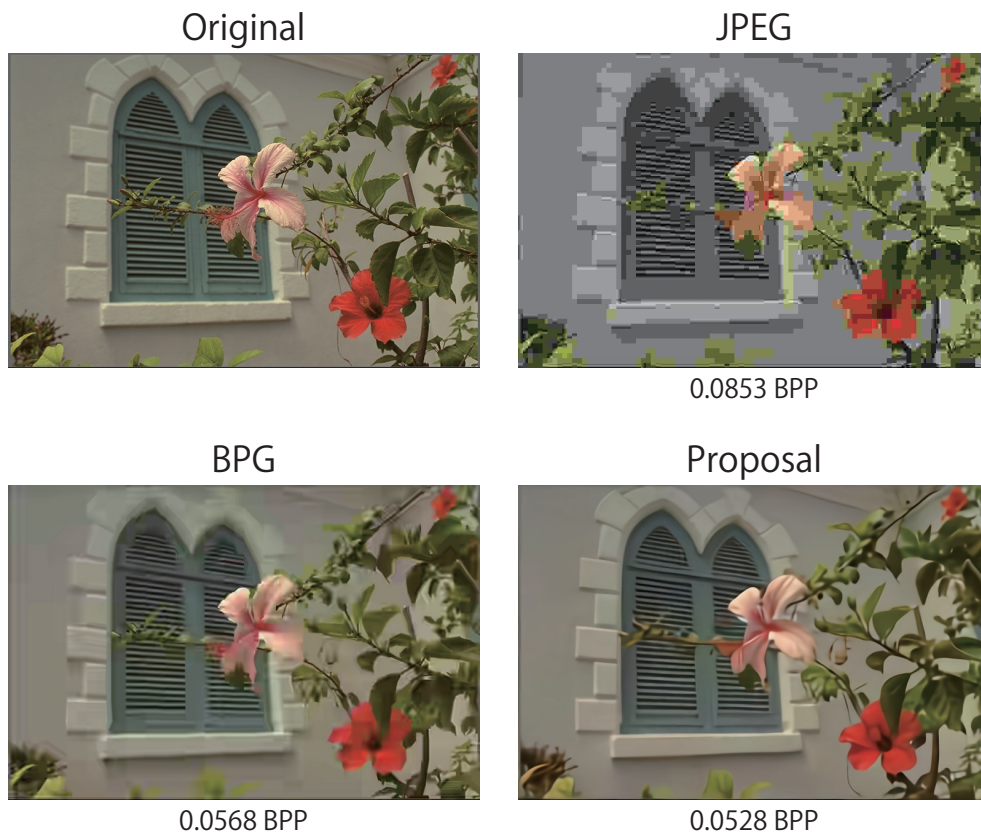 Original
JPEG
0.0853 BPP
BPG
Proposal
0.0568 BPP
0.0528 BPP